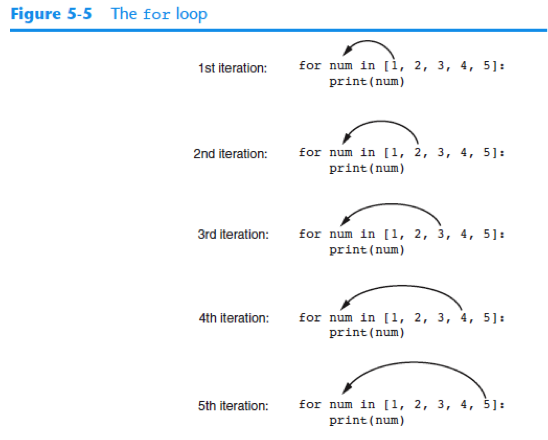 Figure 5-5 The for loop
1st iteration: for num in [1, 2, 3, 4, 5]:
print(num)
2nd iteration: for num in [1, 2, 3, 4, 5]:
print(num)
3rd iteration: for num in [1, 2, 3, 4, 5]:
print(num)
4th iteration: for num in [1, 2, 3, 4, 5]:
print(num)
5th iteration: for num in [1, 2, 3, 4, 5]:
print(num)